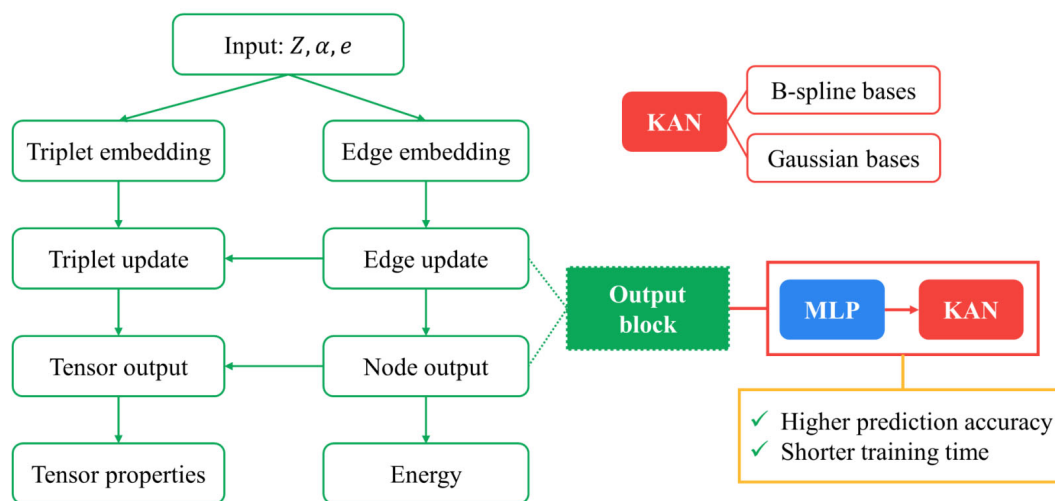 Input: Z, α, e
Triplet embedding
Edge embedding
Triplet update
Edge update
Tensor output
Node output
Tensor properties
Energy
KAN
B-spline bases
Gaussian bases
Output
block
MLP
KAN
✓ Higher prediction accuracy
✓ Shorter training time